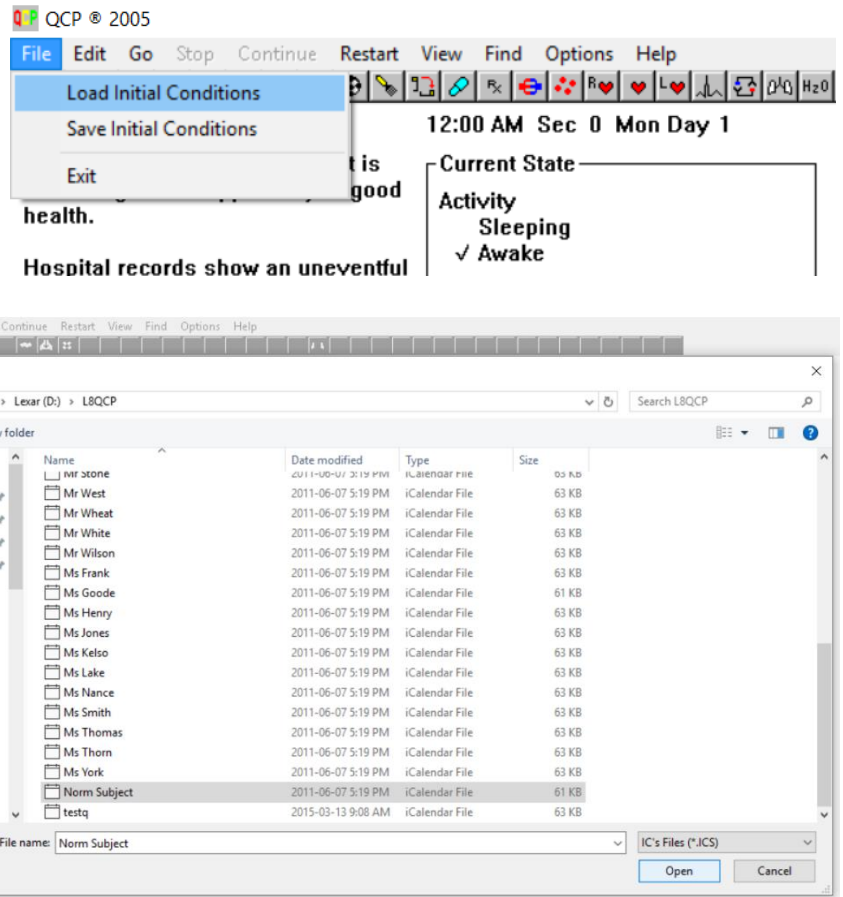 QCP ® 2005
File Edit Go Stop Continue Restart View Find Options Help
Load Initial Conditions
Save Initial Conditions
Exit
Rx R L H2O
12:00 AM Sec 0 Mon Day 1
t is
good
health.
Hospital records show an uneventful
Current State
Activity
Sleeping
√ Awake
Continue Restart View Find Options Help
> Lexar (D:) > L8QCP
Search L8QCP
folder
Name Date modified Type Size
Mr Stone 2011-06-07 5:19 PM iCalendar File 63 KB
Mr West 2011-06-07 5:19 PM iCalendar File 63 KB
Mr Wheat 2011-06-07 5:19 PM iCalendar File 63 KB
Mr White 2011-06-07 5:19 PM iCalendar File 63 KB
Mr Wilson 2011-06-07 5:19 PM iCalendar File 63 KB
Ms Frank 2011-06-07 5:19 PM iCalendar File 63 KB
Ms Goode 2011-06-07 5:19 PM iCalendar File 61 KB
Ms Henry 2011-06-07 5:19 PM iCalendar File 63 KB
Ms Jones 2011-06-07 5:19 PM iCalendar File 63 KB
Ms Kelso 2011-06-07 5:19 PM iCalendar File 63 KB
Ms Lake 2011-06-07 5:19 PM iCalendar File 63 KB
Ms Nance 2011-06-07 5:19 PM iCalendar File 63 KB
Ms Smith 2011-06-07 5:19 PM iCalendar File 63 KB
Ms Thomas 2011-06-07 5:19 PM iCalendar File 63 KB
Ms Thorn 2011-06-07 5:19 PM iCalendar File 63 KB
Ms York 2011-06-07 5:19 PM iCalendar File 63 KB
Norm Subject 2011-06-07 5:19 PM iCalendar File 61 KB
testq 2015-03-13 9:08 AM iCalendar File 63 KB
File name: Norm Subject
IC's Files (*.ICS)
Open Cancel